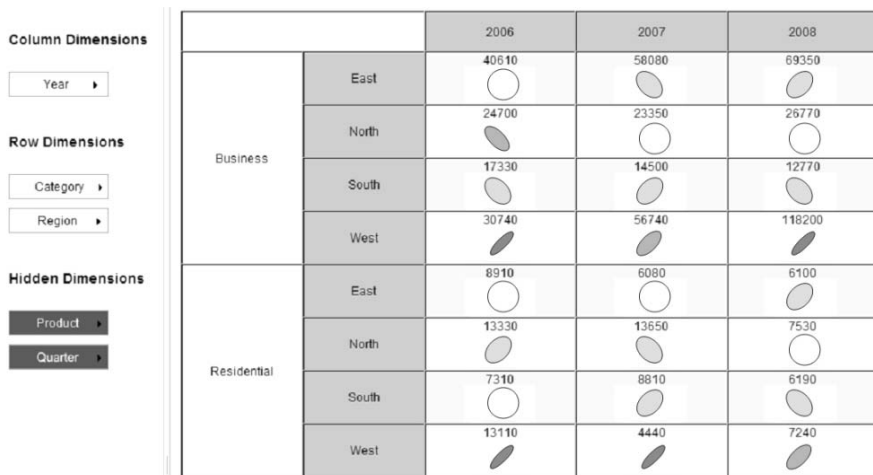 Column Dimensions
Year
Row Dimensions
Category
Region
Hidden Dimensions
Product
Quarter
2006 2007 2008
Business
East 40610 58080 69350
North 24700 23350 26770
South 17330 14500 12770
West 30740 56740 118200
Residential
East 8910 6080 6100
North 13330 13650 7530
South 7310 8810 6190
West 13110 4440 7240